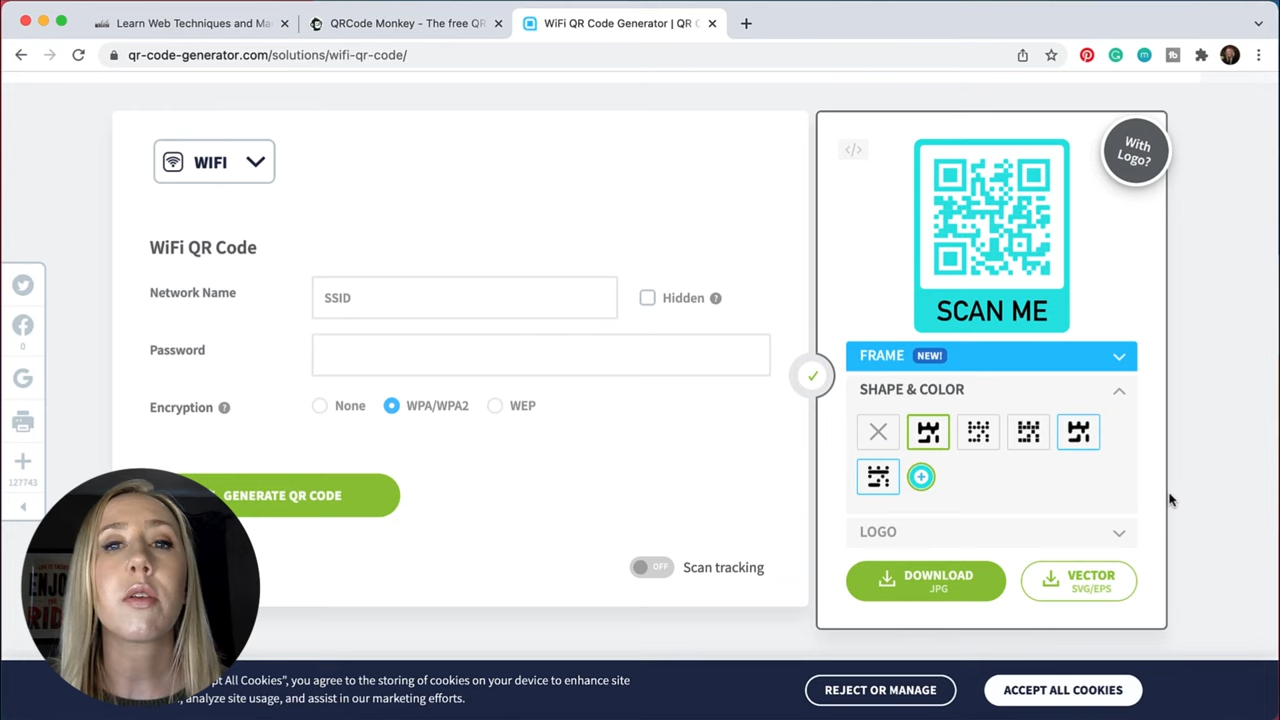 Learn Web Techniques and Ma
QRCode Monkey - The free QR
WiFi QR Code Generator | QR C
qr-code-generator.com/solutions/wifi-qr-code/
WIFI
With
Logo?
WiFi QR Code
Network Name
SSID
Hidden
Password
Encryption
None
WPA/WPA2
WEP
GENERATE QR CODE
OFF
Scan tracking
0
127743
SCAN ME
FRAME NEW!
SHAPE & COLOR
LOGO
DOWNLOAD
JPG
VECTOR
SVG/EPS
ENJOY
pt All Cookies”, you agree to the storing of cookies on your device to enhance site
, analyze site usage, and assist in our marketing efforts.
REJECT OR MANAGE
ACCEPT ALL COOKIES